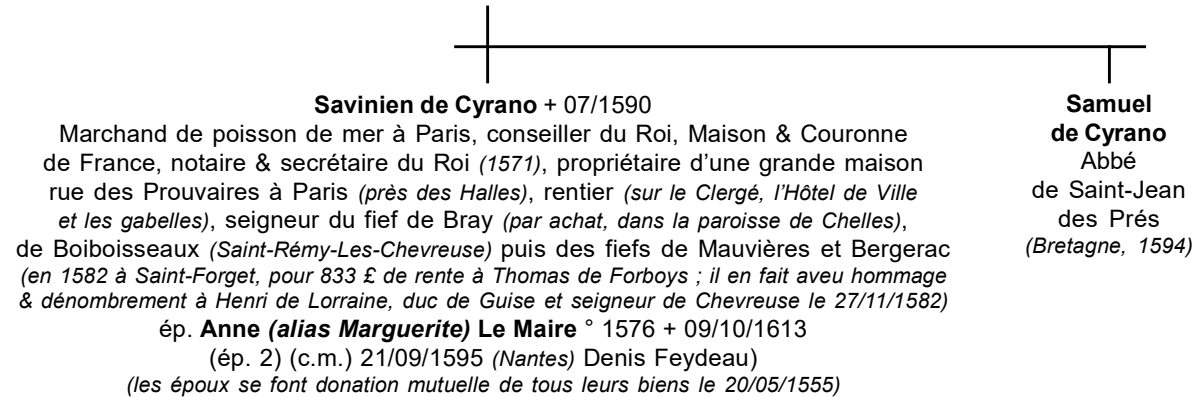 Savinien de Cyrano + 07/1590
Marchand de poisson de mer à Paris, conseiller du Roi, Maison & Couronne
de France, notaire & secrétaire du Roi (1571), propriétaire d’une grande maison
rue des Prouvaires à Paris (près des Halles), rentier (sur le Clergé, l’Hôtel de Ville
et les gabelles), seigneur du fief de Bray (par achat, dans la paroisse de Chelles),
de Boiboisseaux (Saint-Rémy-Les-Chevreuse) puis des fiefs de Mauvières et Bergerac
(en 1582 à Saint-Forget, pour 833 £ de rente à Thomas de Forboys ; il en fait aveu hommage
& dénombrement à Henri de Lorraine, duc de Guise et seigneur de Chevreuse le 27/11/1582)
ép. Anne (alias Marguerite) Le Maire ° 1576 + 09/10/1613
(ép. 2) (c.m.) 21/09/1595 (Nantes) Denis Feydeau)
(les époux se font donation mutuelle de tous leurs biens le 20/05/1555)
Samuel
de Cyrano
Abbé
de Saint-Jean
des Prés
(Bretagne, 1594)